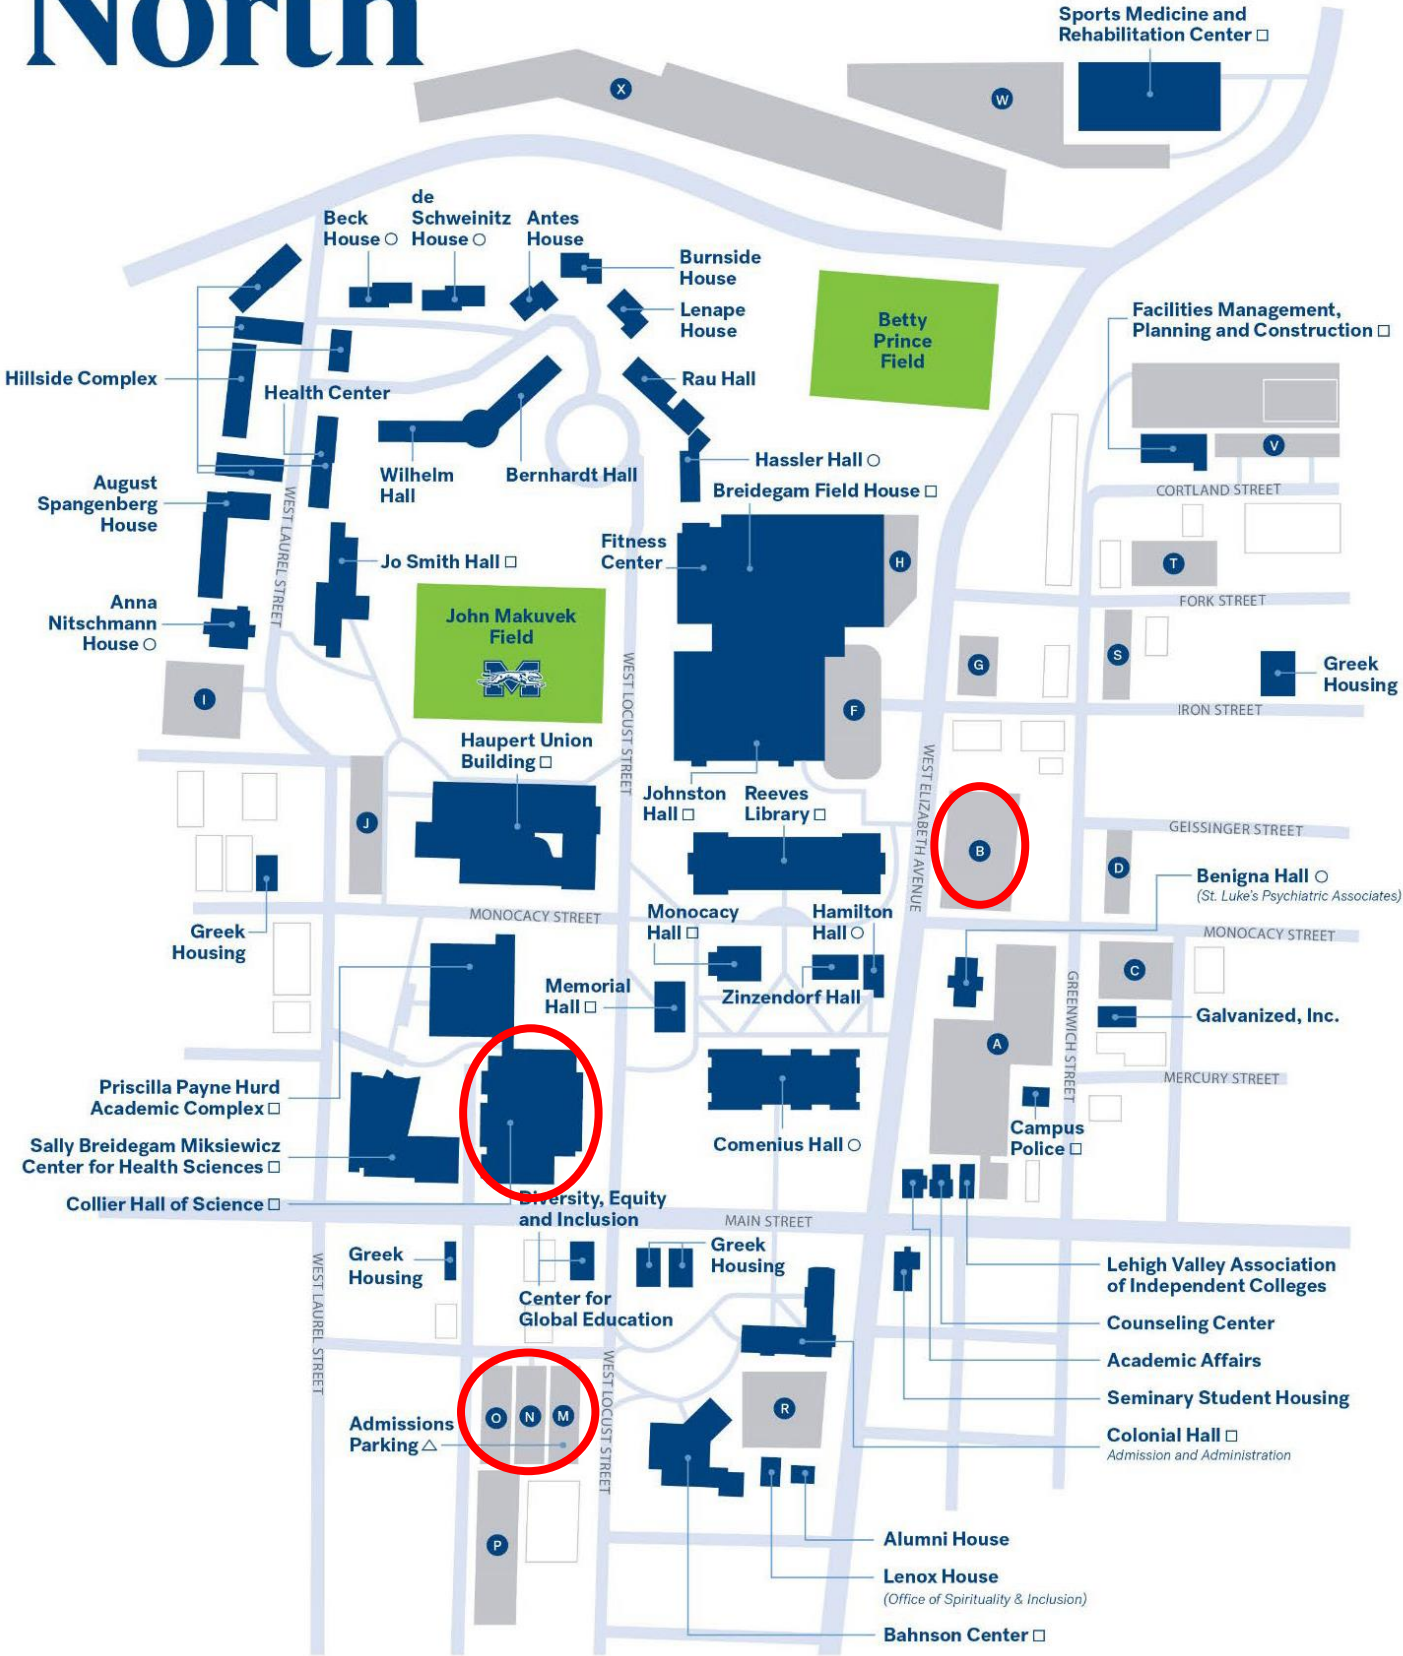 North
Sports Medicine and
Rehabilitation Center
X
W
de
Beck
Schweinitz
Antes
House
House
House
Burnside
House
Lenape
House
Betty
Prince
Field
Facilities Management,
Planning and Construction
Hillside Complex
Health Center
Rau Hall
V
Wilhelm
Hall
Bernhardt Hall
Hassler Hall
Breidegam Field House
CORTLAND STREET
August
Spangenberg
House
WEST LAUREL STREET
Jo Smith Hall
Fitness
Center
H
T
FORK STREET
Anna
Nitschmann
House
John Makuvek
Field
M
WEST LOCUST STREET
G
S
Greek
Housing
I
F
IRON STREET
Haupert Union
Building
WEST ELIZABETH AVENUE
Johnston
Hall
Reeves
Library
J
B
GEISSINGER STREET
D
Benigna Hall
(St. Luke's Psychiatric Associates)
MONOCACY STREET
Monocacy
Hall
Hamilton
Hall
MONOCACY STREET
Greek
Housing
C
Memorial
Hall
Zinzendorf Hall
GREENWICH STREET
Galvanized, Inc.
A
MERCURY STREET
Priscilla Payne Hurd
Academic Complex
Sally Breidegam Miksiewicz
Center for Health Sciences
Comenius Hall
Campus
Police
Collier Hall of Science
Diversity, Equity
and Inclusion
MAIN STREET
Greek
Housing
Greek
Housing
Lehigh Valley Association
of Independent Colleges
WEST LAUREL STREET
Center for
Global Education
Counseling Center
Academic Affairs
WEST LOCUST STREET
Seminary Student Housing
O
N
M
R
Admissions
Parking
Colonial Hall
Admission and Administration
P
Alumni House
Lenox House
(Office of Spirituality & Inclusion)
Bahnson Center